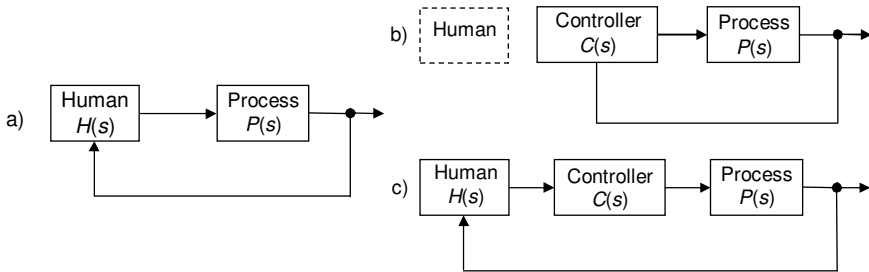 a)
Human
H(s)
Process
P(s)
b)
Human
Controller
C(s)
Process
P(s)
c)
Human
H(s)
Controller
C(s)
Process
P(s)